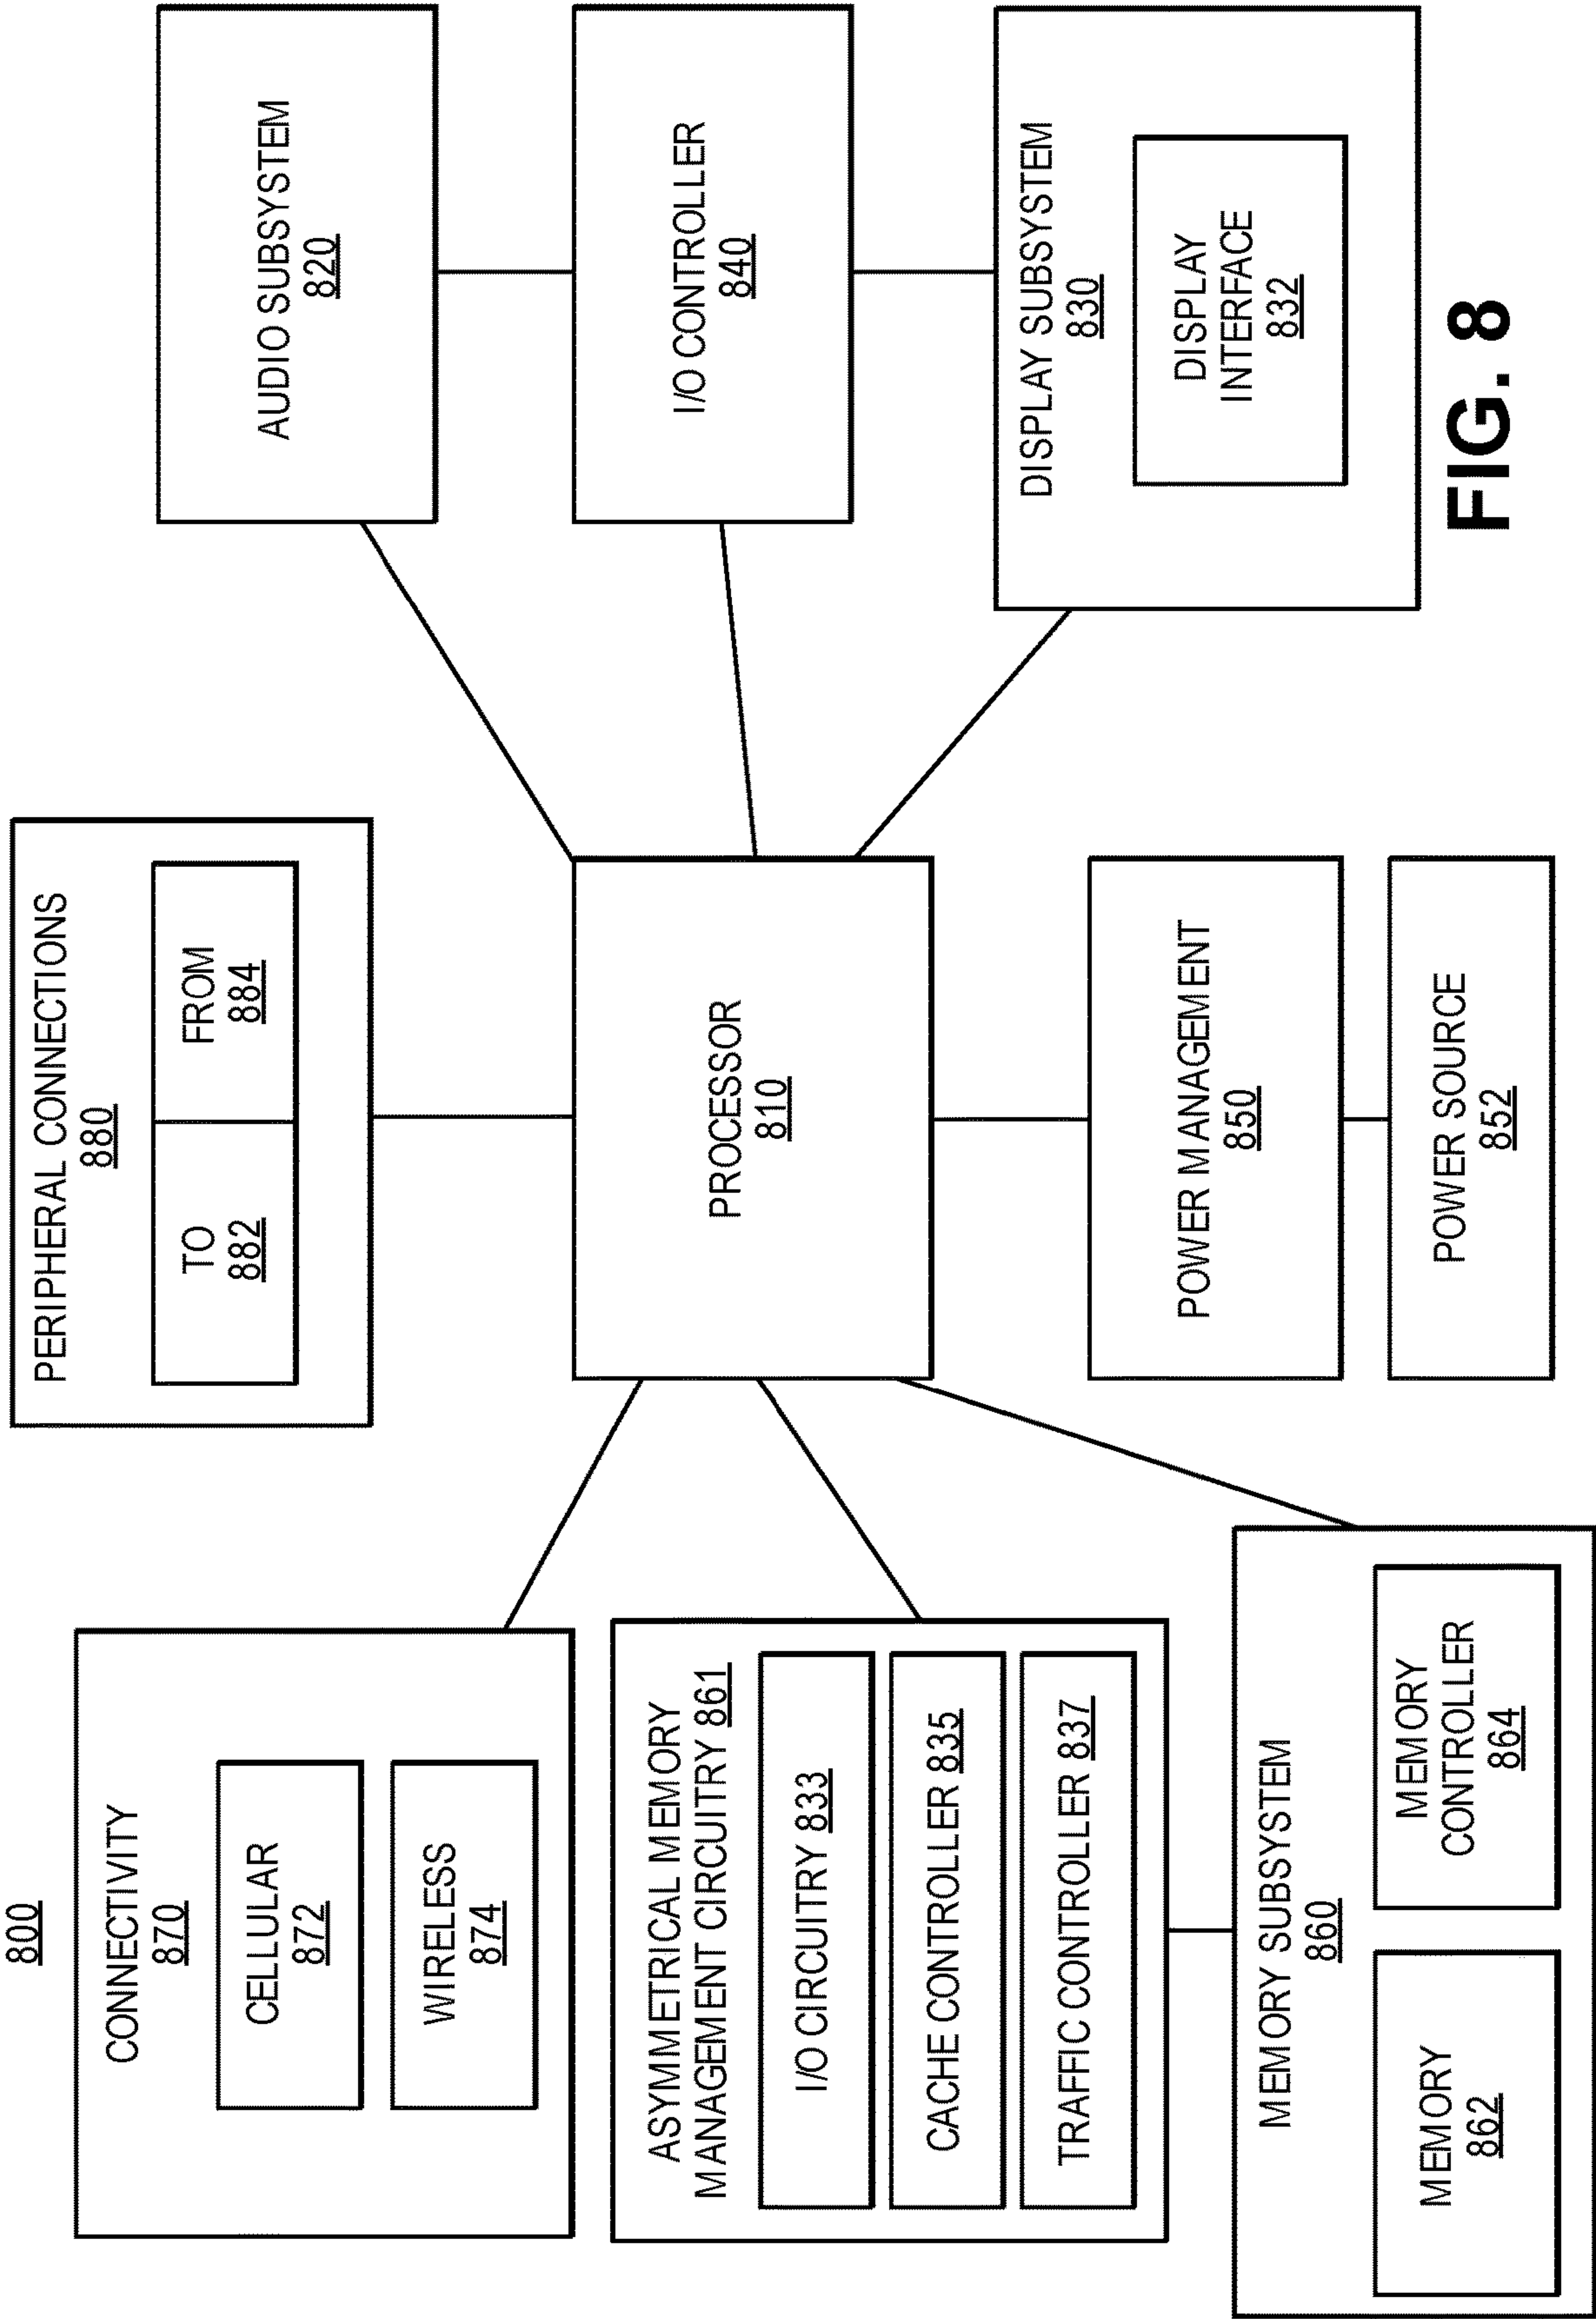 800
CONNECTIVITY
870
CELLULAR
872
WIRELESS
874
ASYMMETRICAL MEMORY
MANAGEMENT CIRCUITRY 861
I/O CIRCUITRY 833
CACHE CONTROLLER 835
TRAFFIC CONTROLLER 837
MEMORY SUBSYSTEM
860
MEMORY
862
MEMORY
CONTROLLER
864
PERIPHERAL CONNECTIONS
880
TO
882
FROM
884
PROCESSOR
810
POWER MANAGEMENT
850
POWER SOURCE
852
AUDIO SUBSYSTEM
820
I/O CONTROLLER
840
DISPLAY SUBSYSTEM
830
DISPLAY
INTERFACE
832
FIG. 8